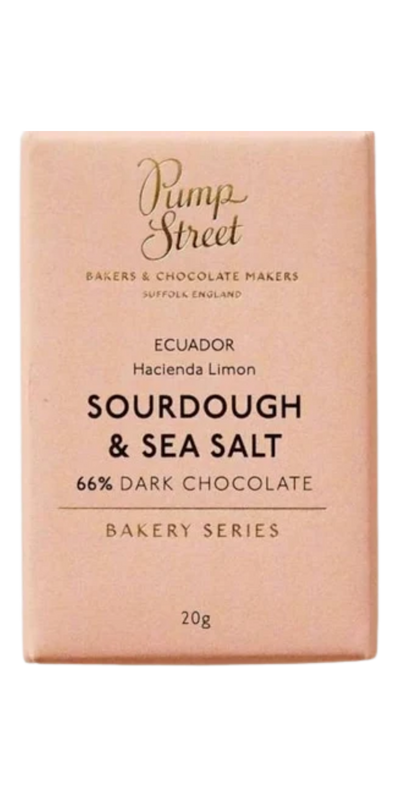 Pump
Street
BAKERS & CHOCOLATE MAKERS
SUFFOLK ENGLAND
ECUADOR
Hacienda Limon
SOURDOUGH
& SEA SALT
66% DARK CHOCOLATE
BAKERY SERIES
20g